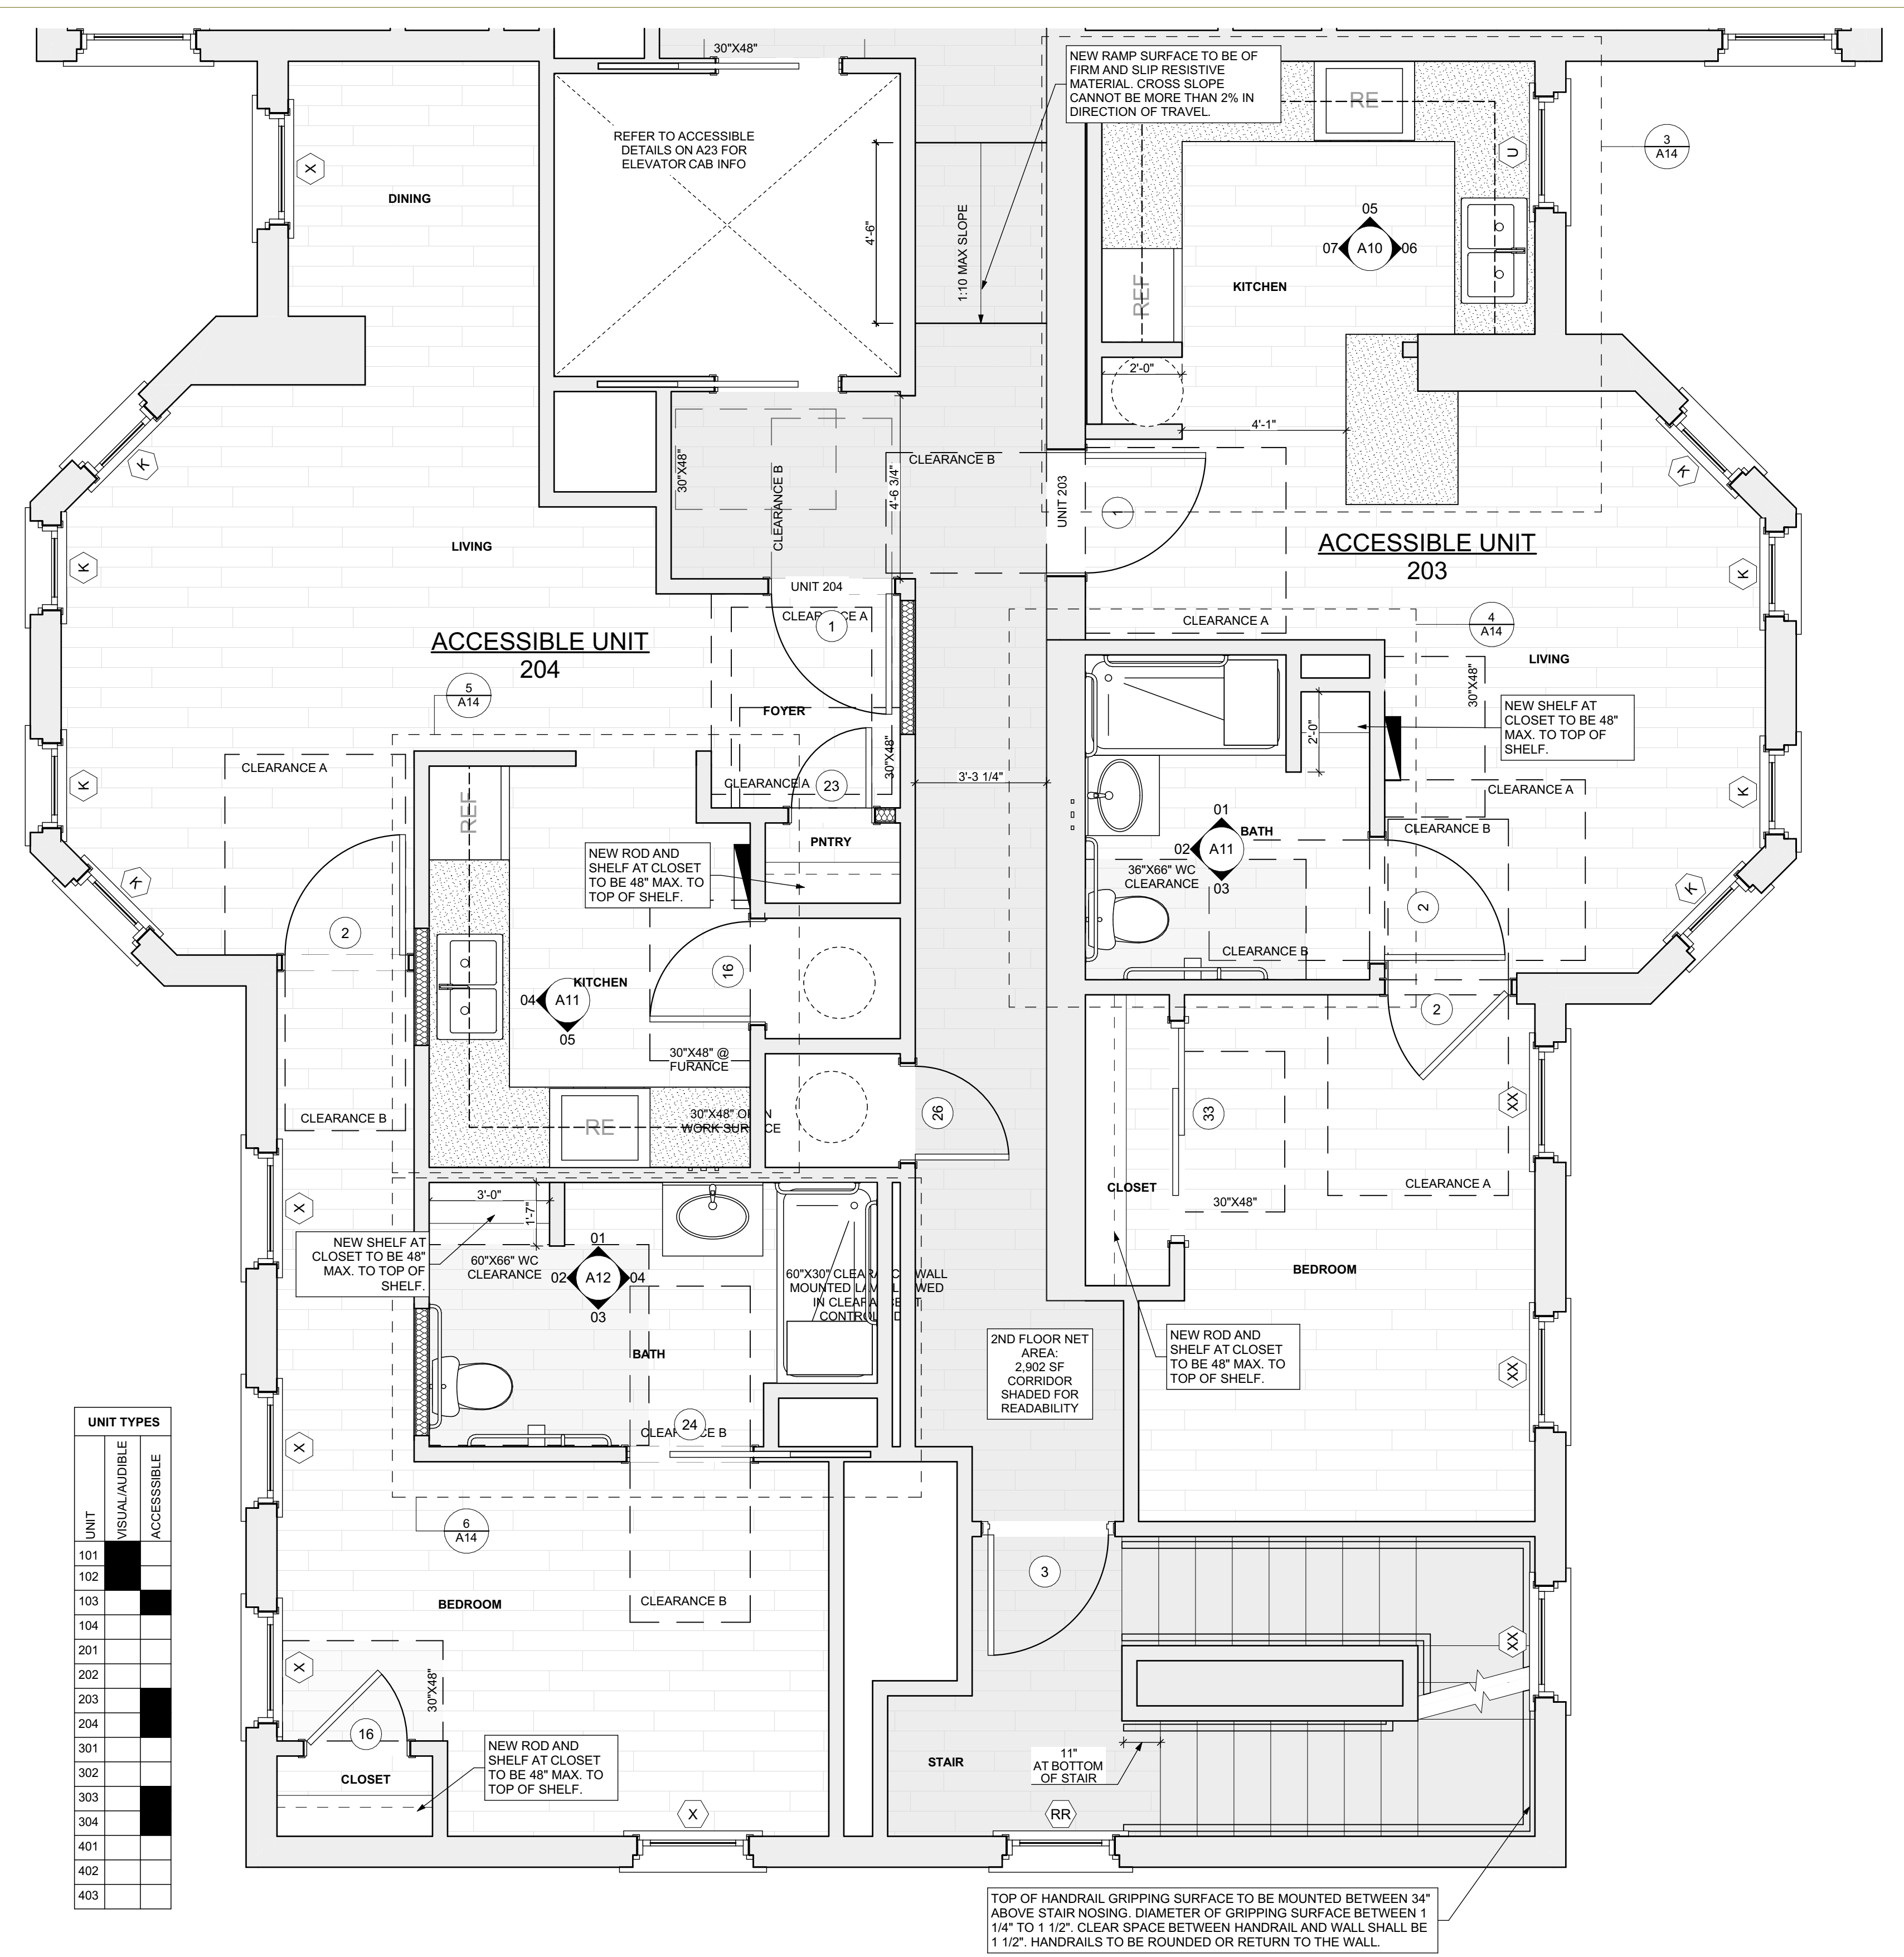 30"X48"
NEW RAMP SURFACE TO BE OF
FIRM AND SLIP RESISTIVE
MATERIAL. CROSS SLOPE
CANNOT BE MORE THAN 2% IN
DIRECTION OF TRAVEL.
RE
U
3
A14
REFER TO ACCESSIBLE
DETAILS ON A23 FOR
ELEVATOR CAB INFO
X
DINING
4'-6"
1:10 MAX SLOPE
05
07 A10 06
KITCHEN
REF
2'-0"
4'-1"
K
K
30"X48"
CLEARANCE B
4'-6 3/4"
CLEARANCE B
UNIT 203
1
LIVING
ACCESSIBLE UNIT
203
K
K
UNIT 204
CLEARANCE A
1
CLEARANCE A
4
A14
ACCESSIBLE UNIT
204
LIVING
5
A14
FOYER
30"X48"
NEW SHELF AT
CLOSET TO BE 48"
MAX. TO TOP OF
SHELF.
2'-0"
CLEARANCE A
30"X48"
CLEARANCE A
23
3'-3 1/4"
K
K
CLEARANCE A
REF
PNTRY
01
BATH
02 A11
03
CLEARANCE B
NEW ROD AND
SHELF AT CLOSET
TO BE 48" MAX. TO
TOP OF SHELF.
36"X66" WC
CLEARANCE
K
K
2
2
CLEARANCE B
16
KITCHEN
04 A11
05
2
30"X48" @
FURANCE
CLEARANCE B
30"X48"
WORK
26
33
XX
RE
CLOSET
30"X48"
CLEARANCE A
3'-0"
1'-7"
X
NEW SHELF AT
CLOSET TO BE 48"
MAX. TO TOP OF
SHELF.
60"X66" WC
CLEARANCE
01
02 A12 04
03
60"X30"
WALL
MOUNTED
IN
BEDROOM
BATH
2ND FLOOR NET
AREA:
2,902 SF
CORRIDOR
SHADED FOR
READABILITY
NEW ROD AND
SHELF AT CLOSET
TO BE 48" MAX. TO
TOP OF SHELF.
XX
24
CLEARANCE B
X
6
A14
UNIT TYPES
UNIT
VISUAL/AUDIBLE
ACCESSSIBLE
101
102
103
104
201
202
203
204
301
302
303
304
401
402
403
3
BEDROOM
CLEARANCE B
XX
X
30"X48"
16
CLOSET
NEW ROD AND
SHELF AT CLOSET
TO BE 48" MAX. TO
TOP OF SHELF.
STAIR
11"
AT BOTTOM
OF STAIR
X
RR
TOP OF HANDRAIL GRIPPING SURFACE TO BE MOUNTED BETWEEN 34"
ABOVE STAIR NOSING. DIAMETER OF GRIPPING SURFACE BETWEEN 1
1/4" TO 1 1/2". CLEAR SPACE BETWEEN HANDRAIL AND WALL SHALL BE
1 1/2". HANDRAILS TO BE ROUNDED OR RETURN TO THE WALL.